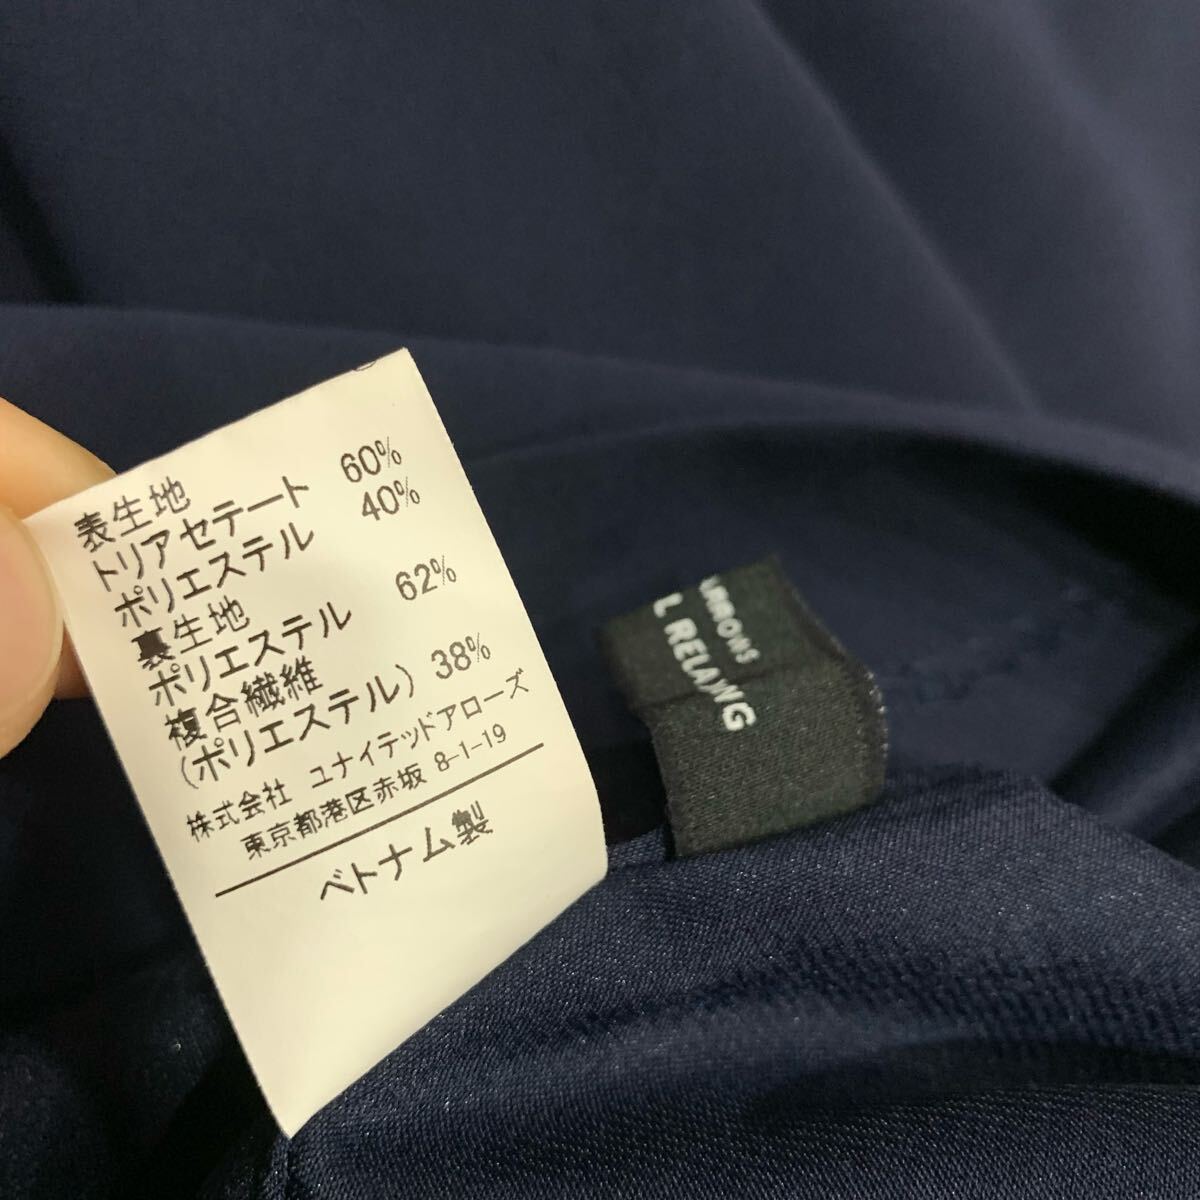 表生地
トリアセテート 60%
ポリエステル 40%
裏生地
ポリエステル 62%
複合繊維
(ポリエステル) 38%
株式会社 ユナイテッドアローズ
東京都港区赤坂 8-1-19
ベトナム製
ARROWS
L RELAXING